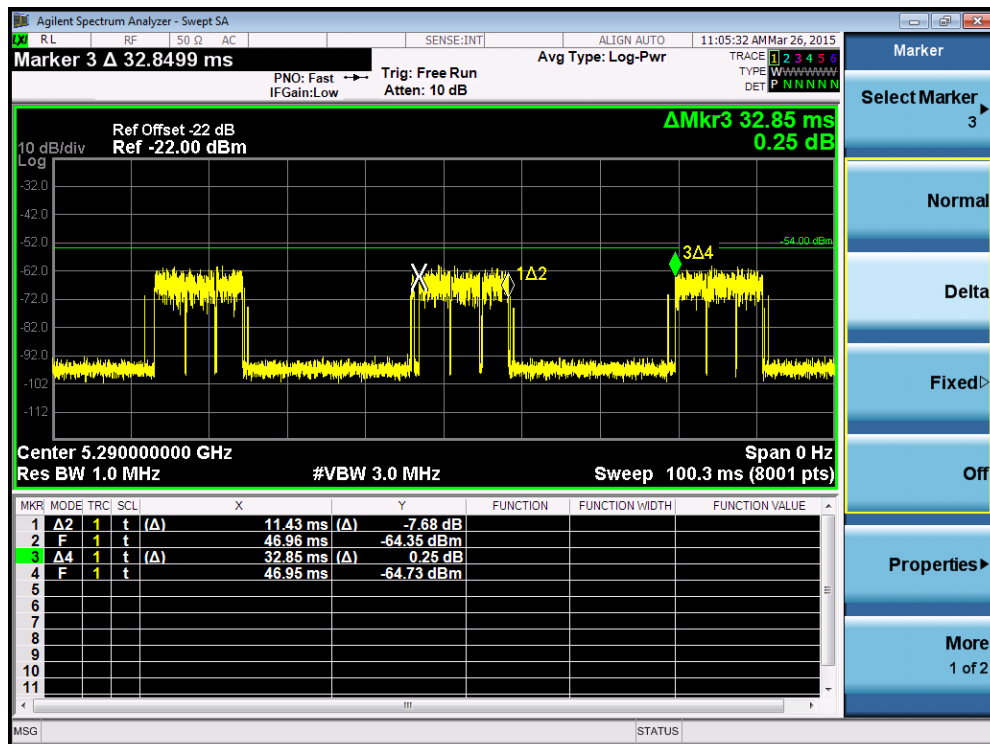 Agilent Spectrum Analyzer - Swept SA
LXI RL RF 50 Ω AC SENSE:INT ALIGN AUTO 11:05:32 AM Mar 26, 2015
Marker 3 Δ 32.8499 ms
PNO: Fast
IFGain:Low
Trig: Free Run
Atten: 10 dB
Avg Type: Log-Pwr
TRACE 1 2 3 4 5 6
TYPE W
DET P N N N N N
Ref Offset -22 dB
10 dB/div Ref -22.00 dBm
Log
ΔMkr3 32.85 ms
0.25 dB
-32.0
-42.0
-52.0
-54.00 dBm
3Δ4
-62.0
X
1Δ2
-72.0
-82.0
-92.0
-102
-112
Center 5.290000000 GHz Span 0 Hz
Res BW 1.0 MHz #VBW 3.0 MHz Sweep 100.3 ms (8001 pts)
MKR MODE TRC SCL X Y FUNCTION FUNCTION WIDTH FUNCTION VALUE
1 Δ2 1 t (Δ) 11.43 ms (Δ) -7.68 dB
2 F 1 t 46.96 ms -64.35 dBm
3 Δ4 1 t (Δ) 32.85 ms (Δ) 0.25 dB
4 F 1 t 46.95 ms -64.73 dBm
5
6
7
8
9
10
11
MSG STATUS
Marker
Select Marker
3
Normal
Delta
Fixed
Off
Properties
More
1 of 2